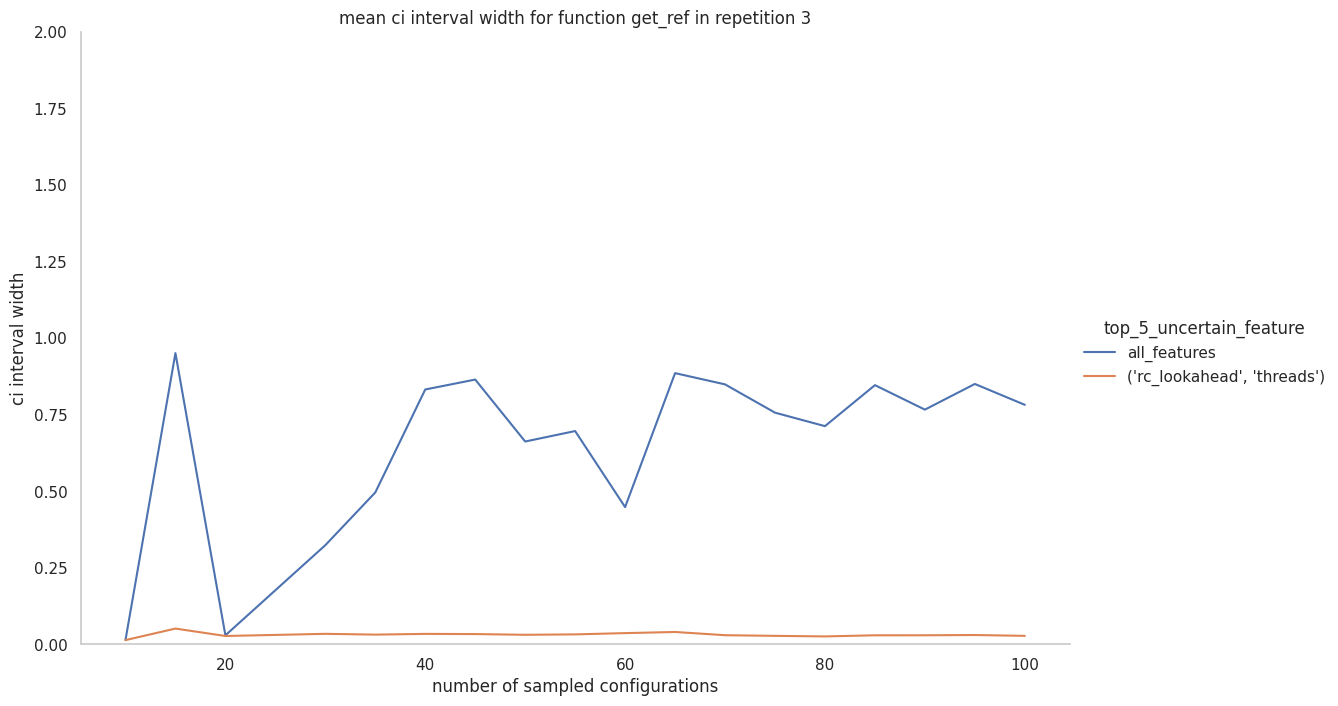 mean ci interval width for function get_ref in repetition 3
2.00
1.75
1.50
1.25
1.00
0.75
0.50
0.25
0.00
ci interval width
20
40
60
80
100
number of sampled configurations
top_5_uncertain_feature
all_features
('rc_lookahead', 'threads')